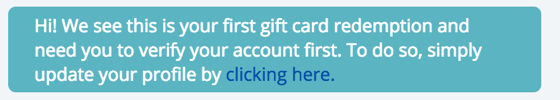 Hi! We see this is your first gift card redemption and
need you to verify your account first. To do so, simply
update your profile by clicking here.